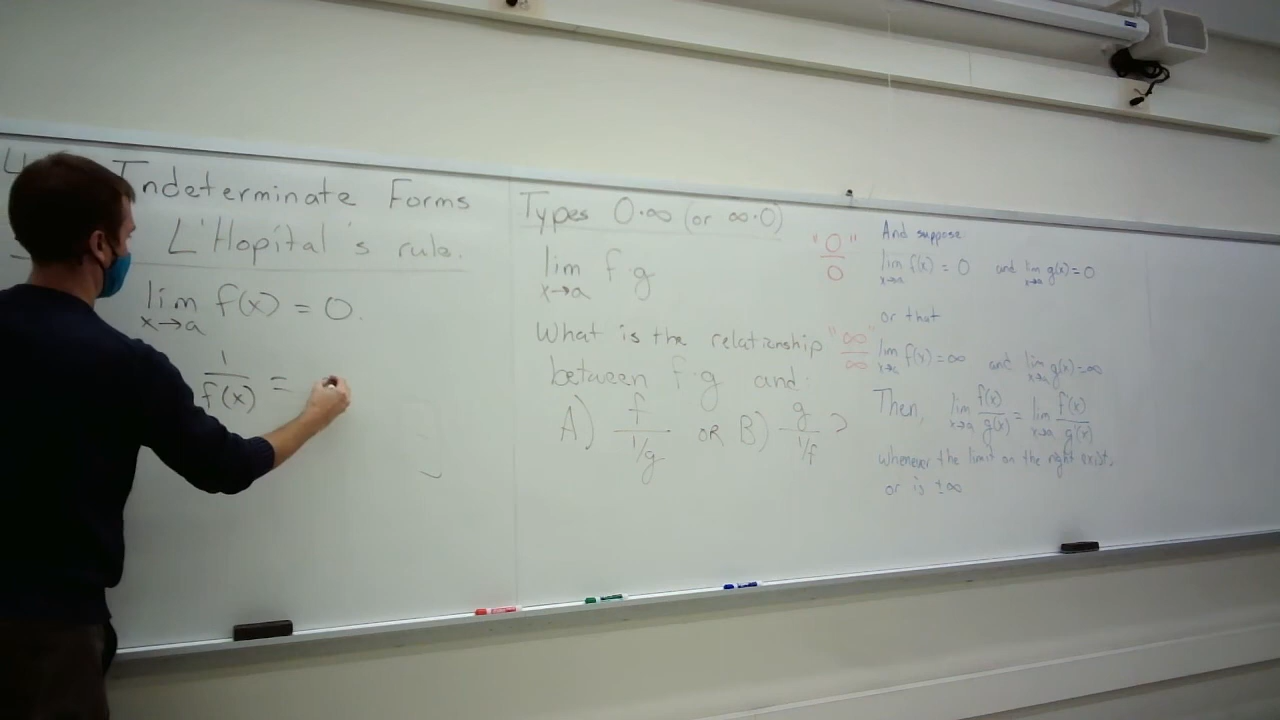 Indeterminate Forms
L'Hopital's rule.
lim f(x) = 0.
x→a
1
f(x) =
Types 0·∞ (or ∞·0)
lim f·g
x→a
What is the relationship
between f·g and:
A) f/(1/g) OR B) g/(1/f) ?
"0/0"
"∞/∞"
And suppose
lim f(x) = 0 and lim g(x) = 0
x→a x→a
or that
lim f(x) = ∞ and lim g(x) = ∞
x→a x→a
Then, lim f(x)/g(x) = lim f'(x)/g'(x)
x→a x→a
whenever the limit on the right exist,
or is ±∞